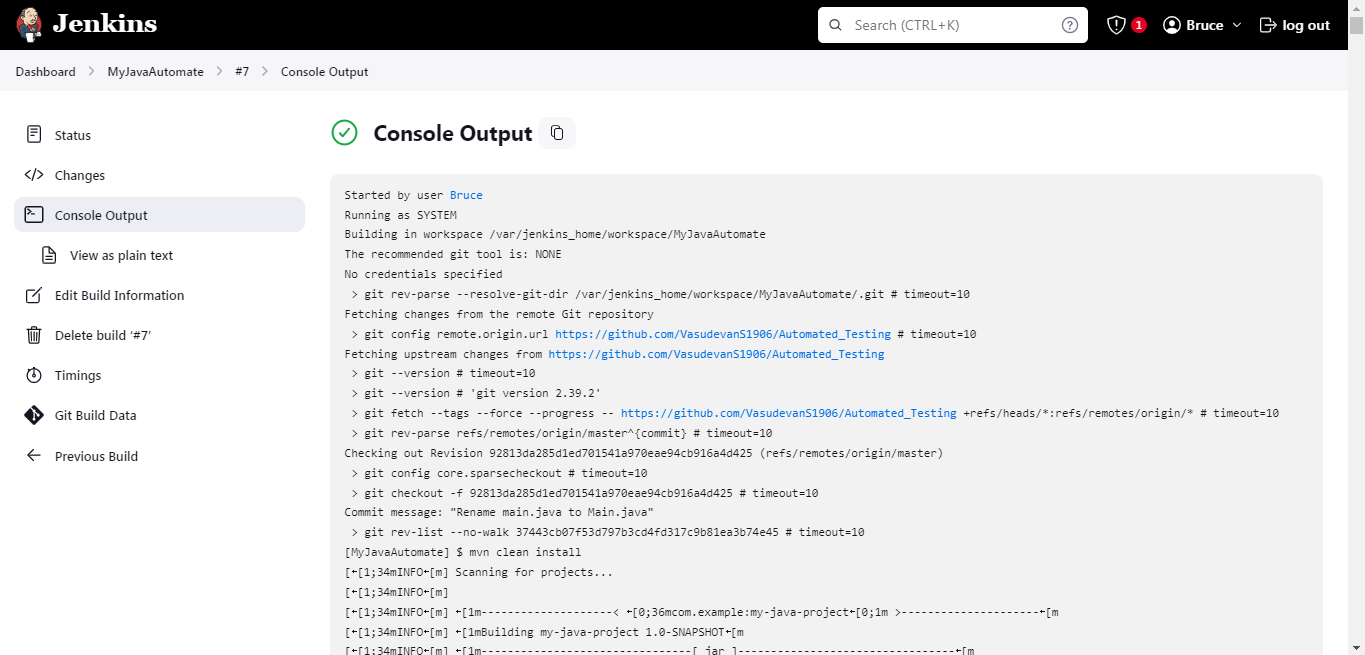 Jenkins
Search (CTRL+K)
?
1
Bruce
log out
Dashboard > MyJavaAutomate > #7 > Console Output
Status
Changes
Console Output
View as plain text
Edit Build Information
Delete build ‘#7’
Timings
Git Build Data
Previous Build
Console Output
Started by user Bruce
Running as SYSTEM
Building in workspace /var/jenkins_home/workspace/MyJavaAutomate
The recommended git tool is: NONE
No credentials specified
> git rev-parse --resolve-git-dir /var/jenkins_home/workspace/MyJavaAutomate/.git # timeout=10
Fetching changes from the remote Git repository
> git config remote.origin.url https://github.com/VasudevanS1906/Automated_Testing # timeout=10
Fetching upstream changes from https://github.com/VasudevanS1906/Automated_Testing
> git --version # timeout=10
> git --version # 'git version 2.39.2'
> git fetch --tags --force --progress -- https://github.com/VasudevanS1906/Automated_Testing +refs/heads/*:refs/remotes/origin/* # timeout=10
> git rev-parse refs/remotes/origin/master^{commit} # timeout=10
Checking out Revision 92813da285d1ed701541a970eae94cb916a4d425 (refs/remotes/origin/master)
> git config core.sparsecheckout # timeout=10
> git checkout -f 92813da285d1ed701541a970eae94cb916a4d425 # timeout=10
Commit message: "Rename main.java to Main.java"
> git rev-list --no-walk 37443cb07f53d797b3cd4fd317c9b81ea3b74e45 # timeout=10
[MyJavaAutomate] $ mvn clean install
[←[1;34mINFO←[m] Scanning for projects...
[←[1;34mINFO←[m]
[←[1;34mINFO←[m] ←[1m--------------------< ←[0;36mcom.example:my-java-project←[0;1m >---------------------←[m
[←[1;34mINFO←[m] ←[1mBuilding my-java-project 1.0-SNAPSHOT←[m
[←[1;34mINFO←[m] ←[1m--------------------------------[ jar ]---------------------------------←[m